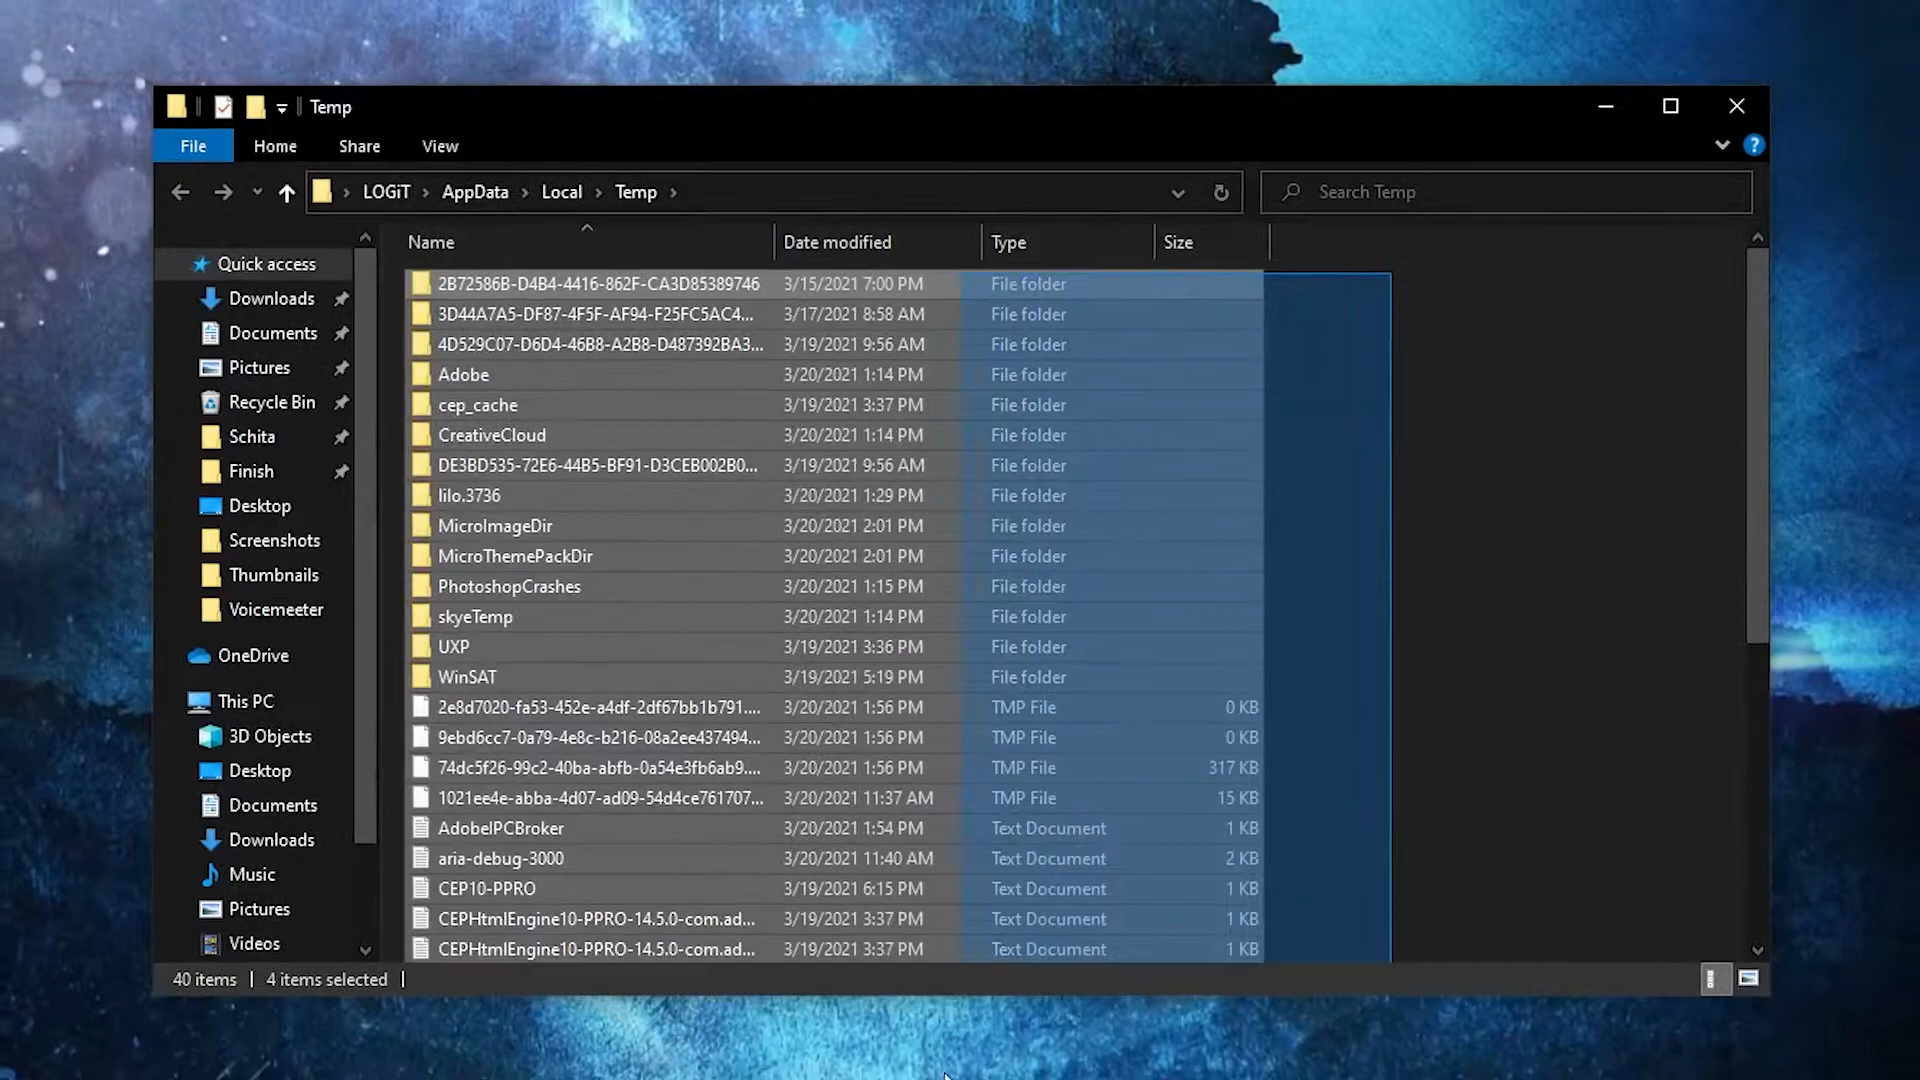 Temp
File Home Share View
LOGiT AppData Local Temp
Search Temp
Name Date modified Type Size
Quick access
Downloads
Documents
Pictures
Recycle Bin
Schita
Finish
Desktop
Screenshots
Thumbnails
Voicemeeter
OneDrive
This PC
3D Objects
Desktop
Documents
Downloads
Music
Pictures
Videos
2B72586B-D4B4-4416-862F-CA3D85389746 3/15/2021 7:00 PM File folder
3D44A7A5-DF87-4F5F-AF94-F25FC5AC4... 3/17/2021 8:58 AM File folder
4D529C07-D6D4-46B8-A2B8-D487392BA3... 3/19/2021 9:56 AM File folder
Adobe 3/20/2021 1:14 PM File folder
cep_cache 3/19/2021 3:37 PM File folder
CreativeCloud 3/20/2021 1:14 PM File folder
DE3BD535-72E6-44B5-BF91-D3CEB002B0... 3/19/2021 9:56 AM File folder
lilo.3736 3/20/2021 1:29 PM File folder
MicroImageDir 3/20/2021 2:01 PM File folder
MicroThemePackDir 3/20/2021 2:01 PM File folder
PhotoshopCrashes 3/20/2021 1:15 PM File folder
skyeTemp 3/20/2021 1:14 PM File folder
UXP 3/19/2021 3:36 PM File folder
WinSAT 3/19/2021 5:19 PM File folder
2e8d7020-fa53-452e-a4df-2df67bb1b791.... 3/20/2021 1:56 PM TMP File 0 KB
9ebd6cc7-0a79-4e8c-b216-08a2ee437494... 3/20/2021 1:56 PM TMP File 0 KB
74dc5f26-99c2-40ba-abfb-0a54e3fb6ab9.... 3/20/2021 1:56 PM TMP File 317 KB
1021ee4e-abba-4d07-ad09-54d4ce761707... 3/20/2021 11:37 AM TMP File 15 KB
AdobeIPCBroker 3/20/2021 1:54 PM Text Document 1 KB
aria-debug-3000 3/20/2021 11:40 AM Text Document 2 KB
CEP10-PPRO 3/19/2021 6:15 PM Text Document 1 KB
CEPHtmlEngine10-PPRO-14.5.0-com.ad... 3/19/2021 3:37 PM Text Document 1 KB
CEPHtmlEngine10-PPRO-14.5.0-com.ad... 3/19/2021 3:37 PM Text Document 1 KB
40 items 4 items selected